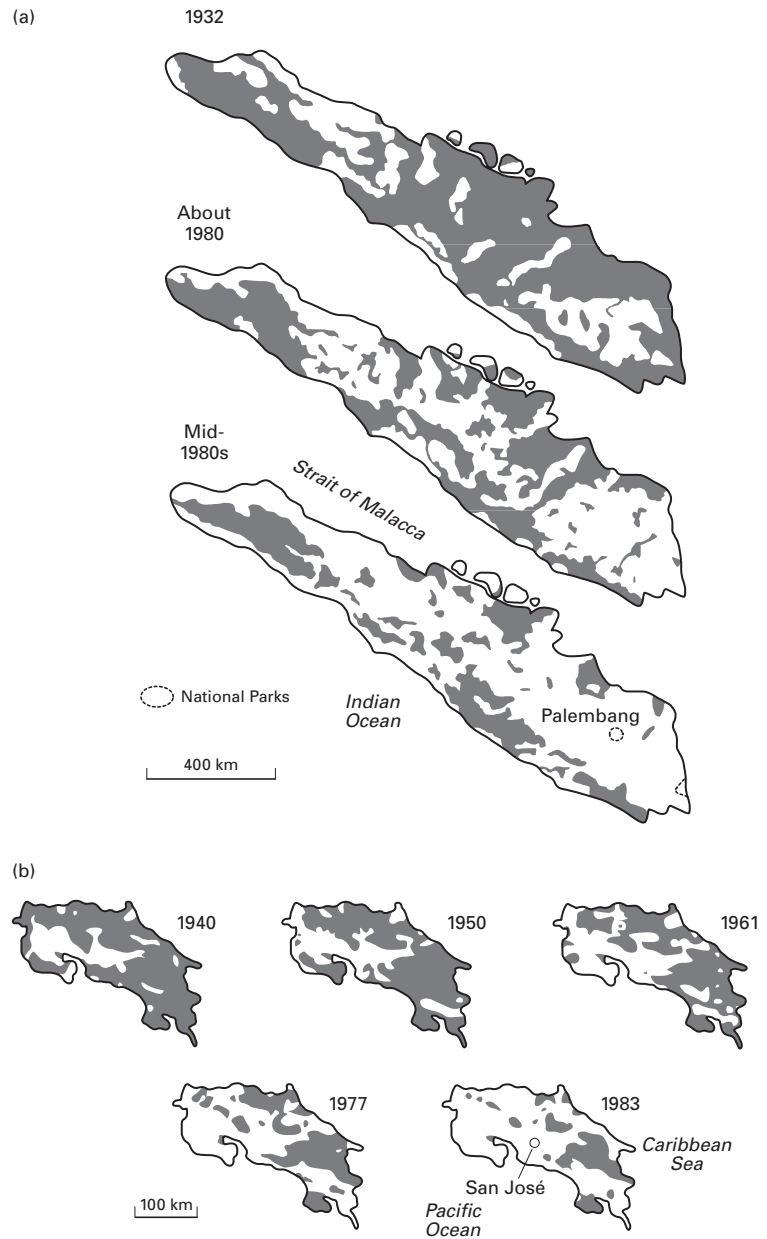 (a)
1932
About
1980
Mid-
1980s
Strait of Malacca
National Parks
Indian
Ocean
Palembang
400 km
(b)
1940
1950
1961
1977
1983
Caribbean
Sea
San José
100 km
Pacific
Ocean